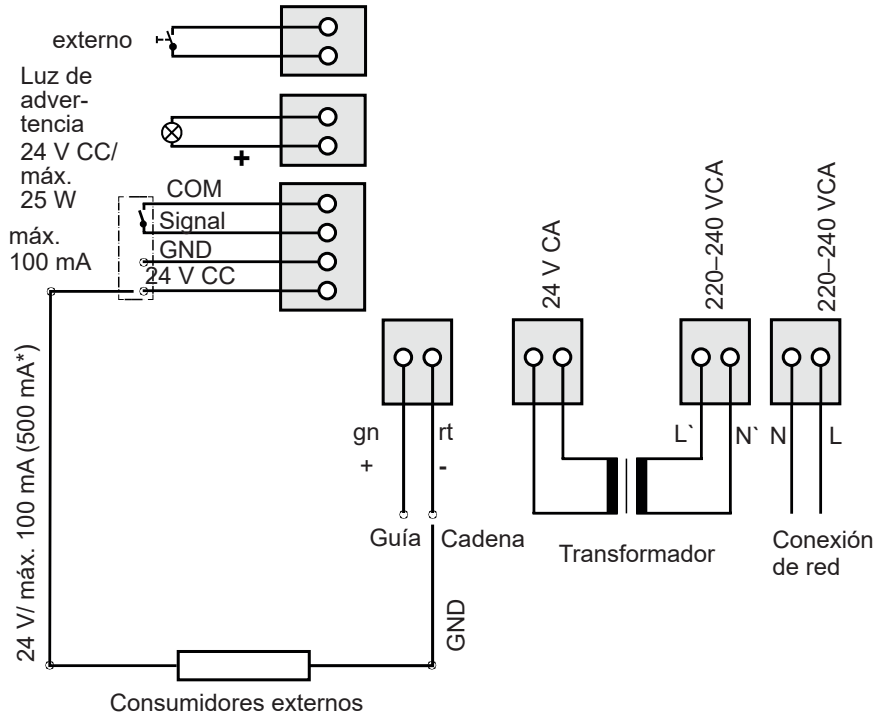 externo
Luz de
adver-
tencia
24 V CC/
máx.
25 W
+
COM
Signal
GND
24 V CC
máx.
100 mA
24 V/ máx. 100 mA (500 mA*)
gn
rt
+
-
Guía
Cadena
GND
Consumidores externos
24 V CA
220–240 VCA
220–240 VCA
L`
N`
N
L
Transformador
Conexión
de red